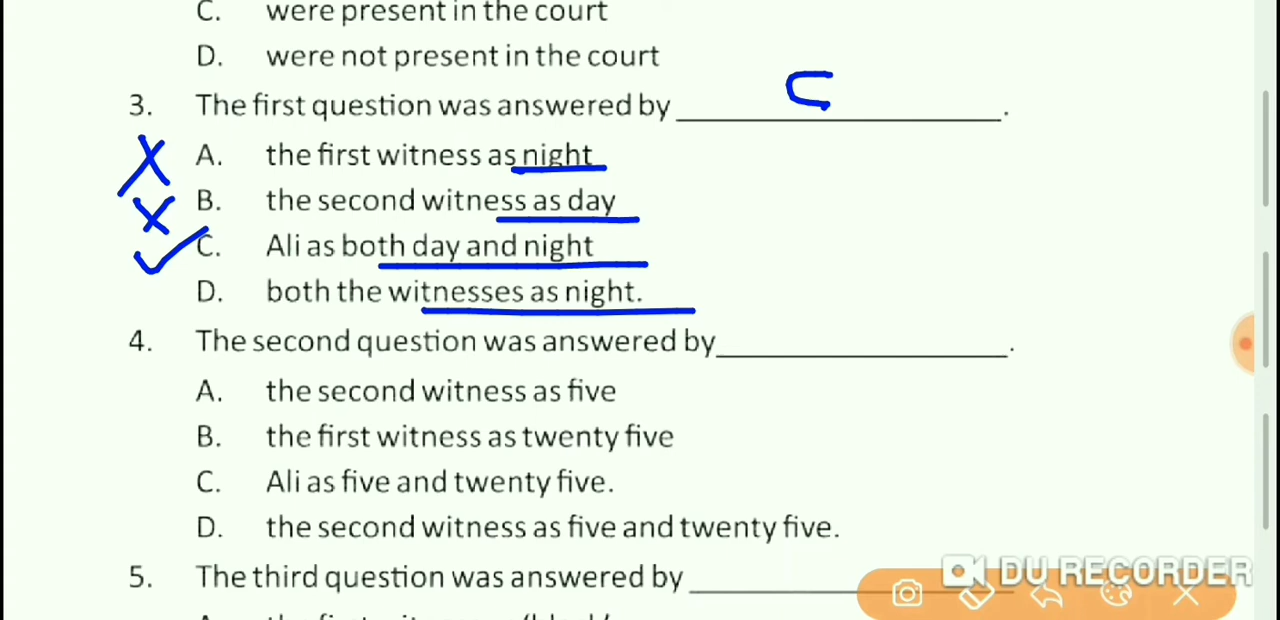 C. were present in the court
D. were not present in the court
C
3. The first question was answered by ____________________.
A. the first witness as night
B. the second witness as day
C. Ali as both day and night
D. both the witnesses as night.
4. The second question was answered by____________________.
A. the second witness as five
B. the first witness as twenty five
C. Ali as five and twenty five.
D. the second witness as five and twenty five.
5. The third question was answered by ____________________
DU RECORDER